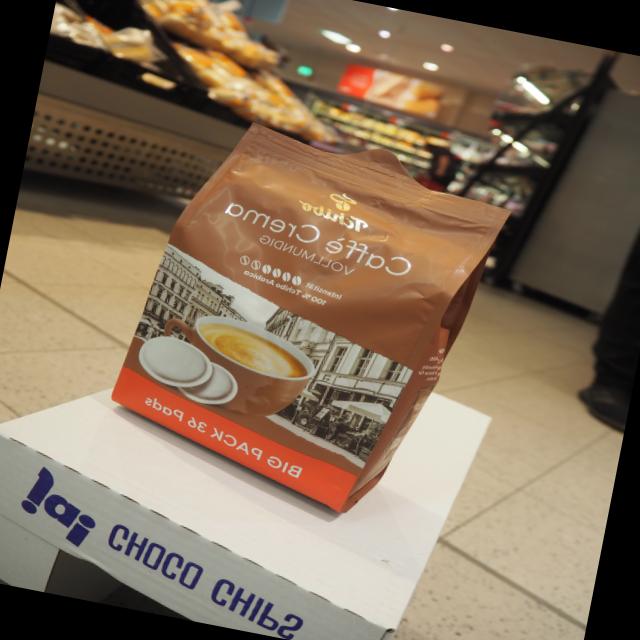 Tchibo
Caffè Crema
VOLLMUNDIG
Intensität
100% Tchibo Arabica
BIG PACK 36 Pads
ja!
CHOCO CHIPS